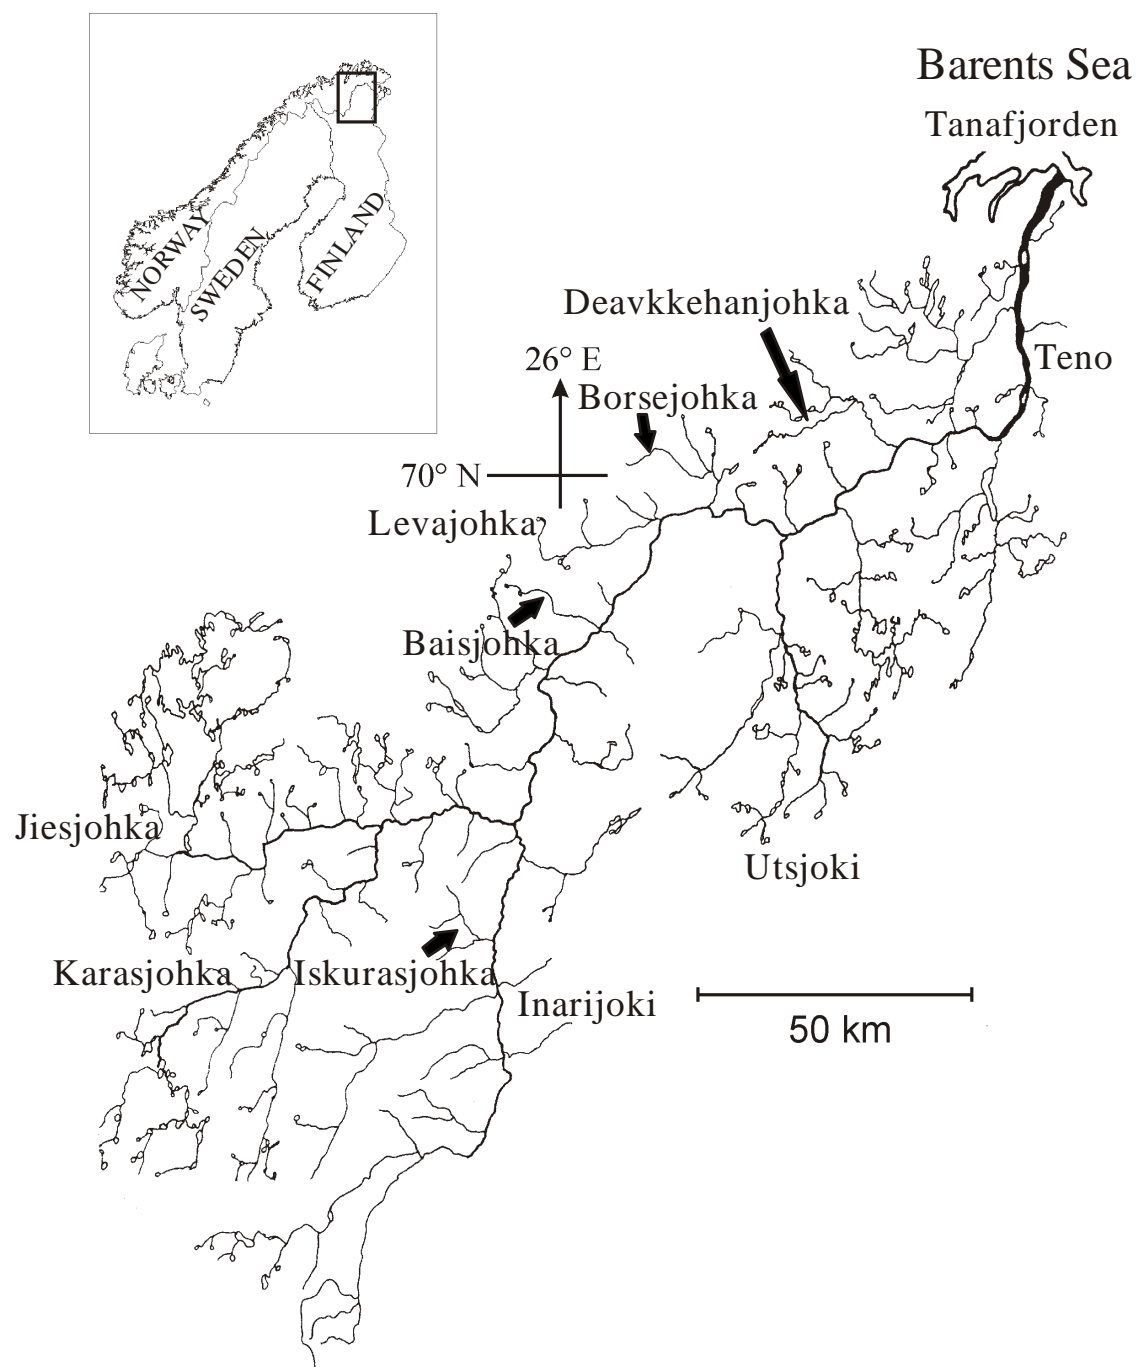 Barents Sea
Tanafjorden
NORWAY
SWEDEN
FINLAND
Deavkkehanjohka
26° E
Teno
Borsejohka
70° N
Levajohka
Baisjohka
Jiesjohka
Utsjoki
Karasjohka
Iskurasjohka
Inarijoki
50 km